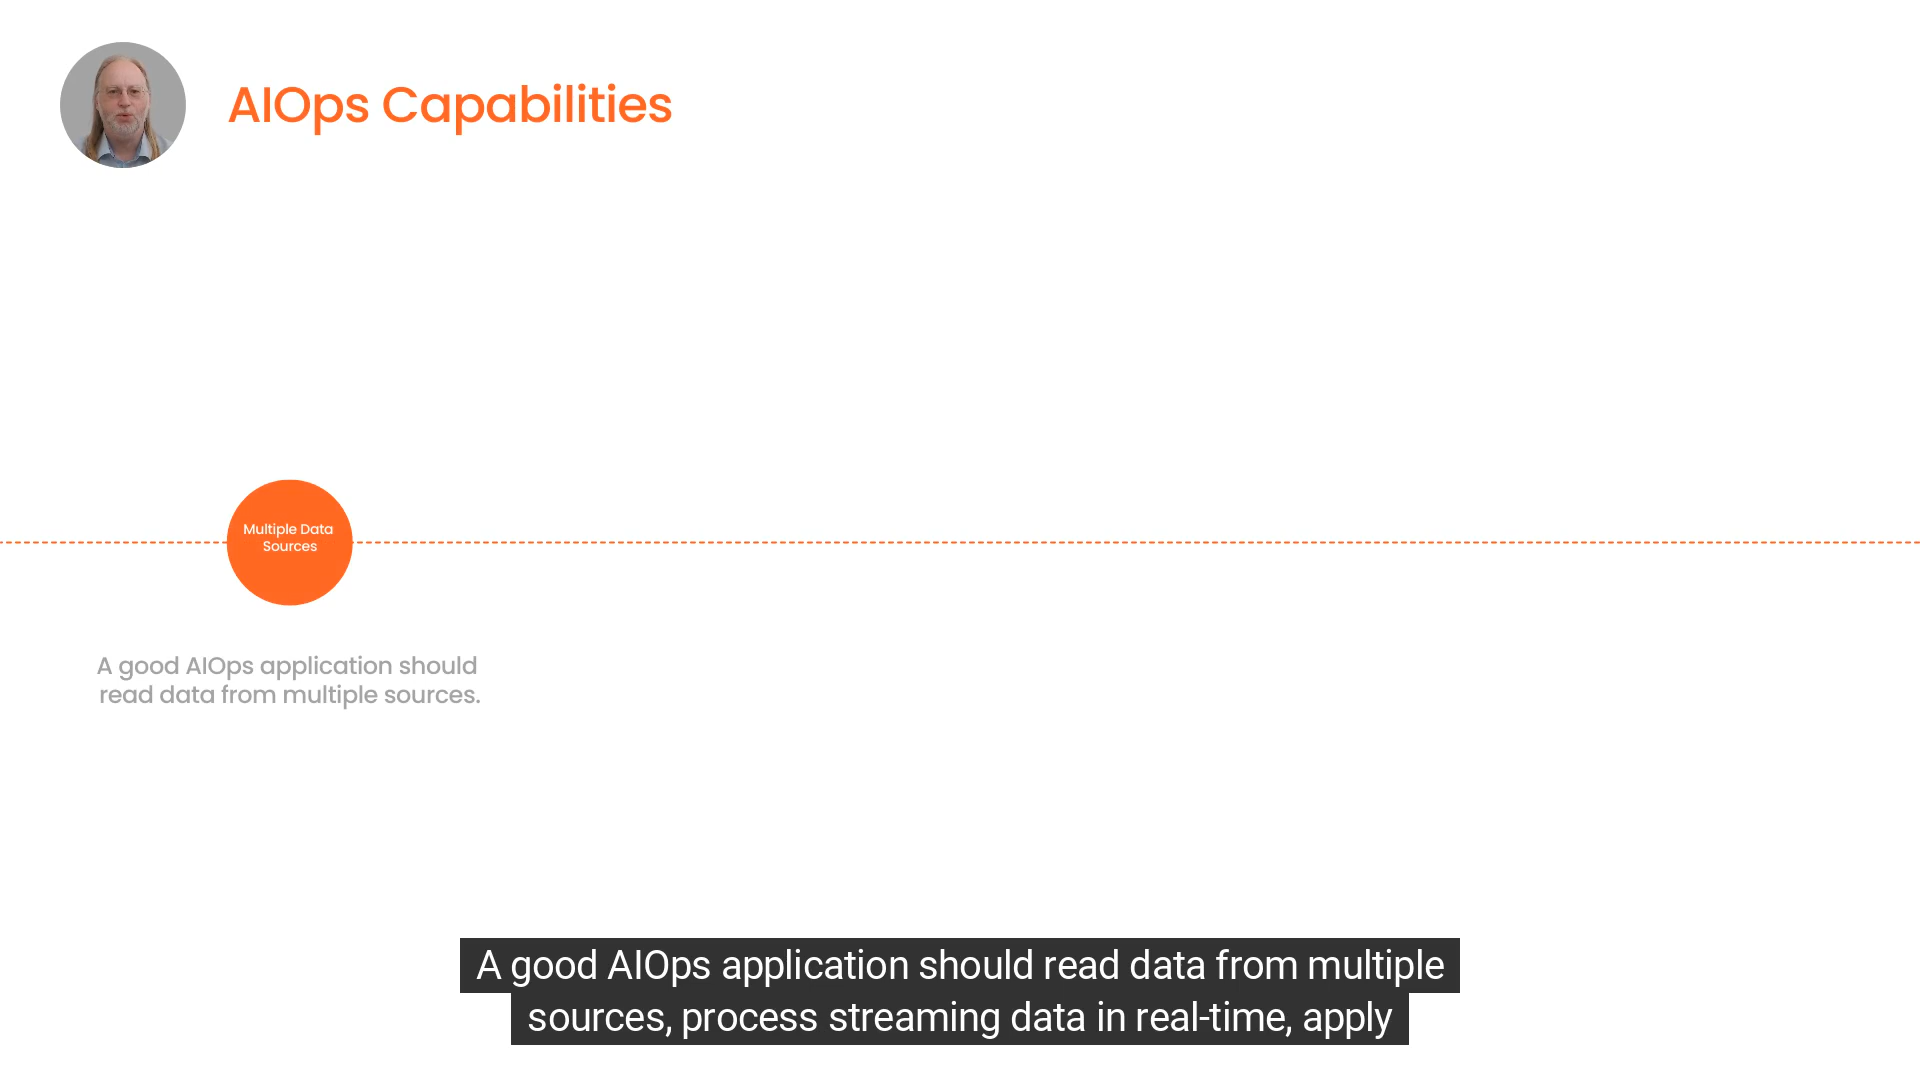 AIOps Capabilities
Multiple Data
Sources
A good AIOps application should
read data from multiple sources.
A good AIOps application should read data from multiple
sources, process streaming data in real-time, apply